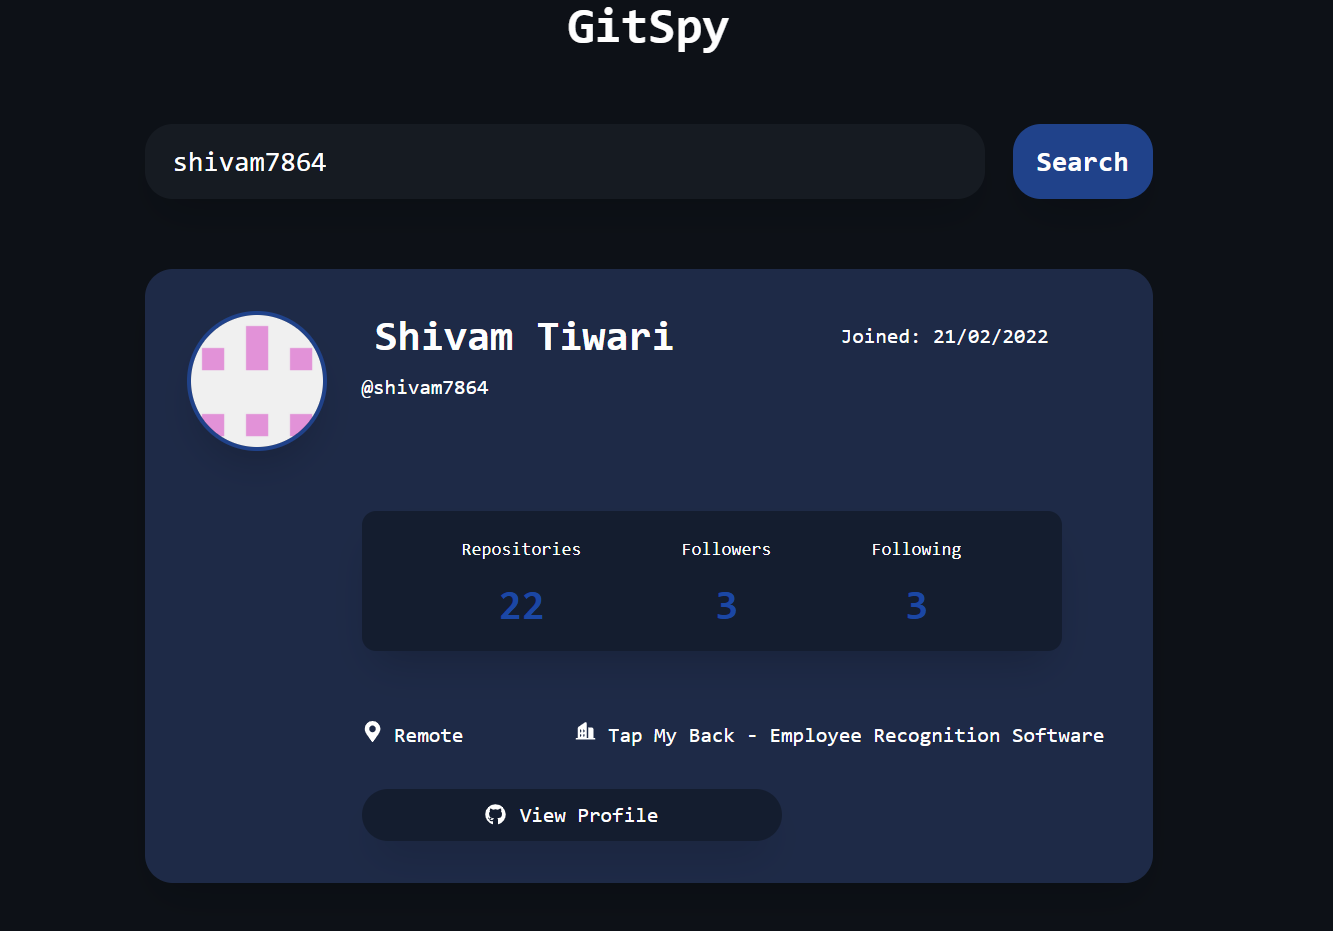 GitSpy
shivam7864
Search
Shivam Tiwari
Joined: 21/02/2022
@shivam7864
Repositories
Followers
Following
22
3
3
Remote
Tap My Back - Employee Recognition Software
View Profile